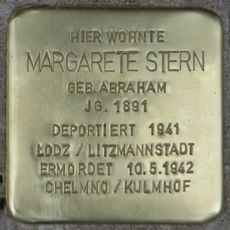 HIER WOHNTE
MARGARETE STERN
GEB. ABRAHAM
JG. 1891
DEPORTIERT 1941
ŁODZ / LITZMANNSTADT
ERMORDET 10.5.1942
CHELMNO / KULMHOF